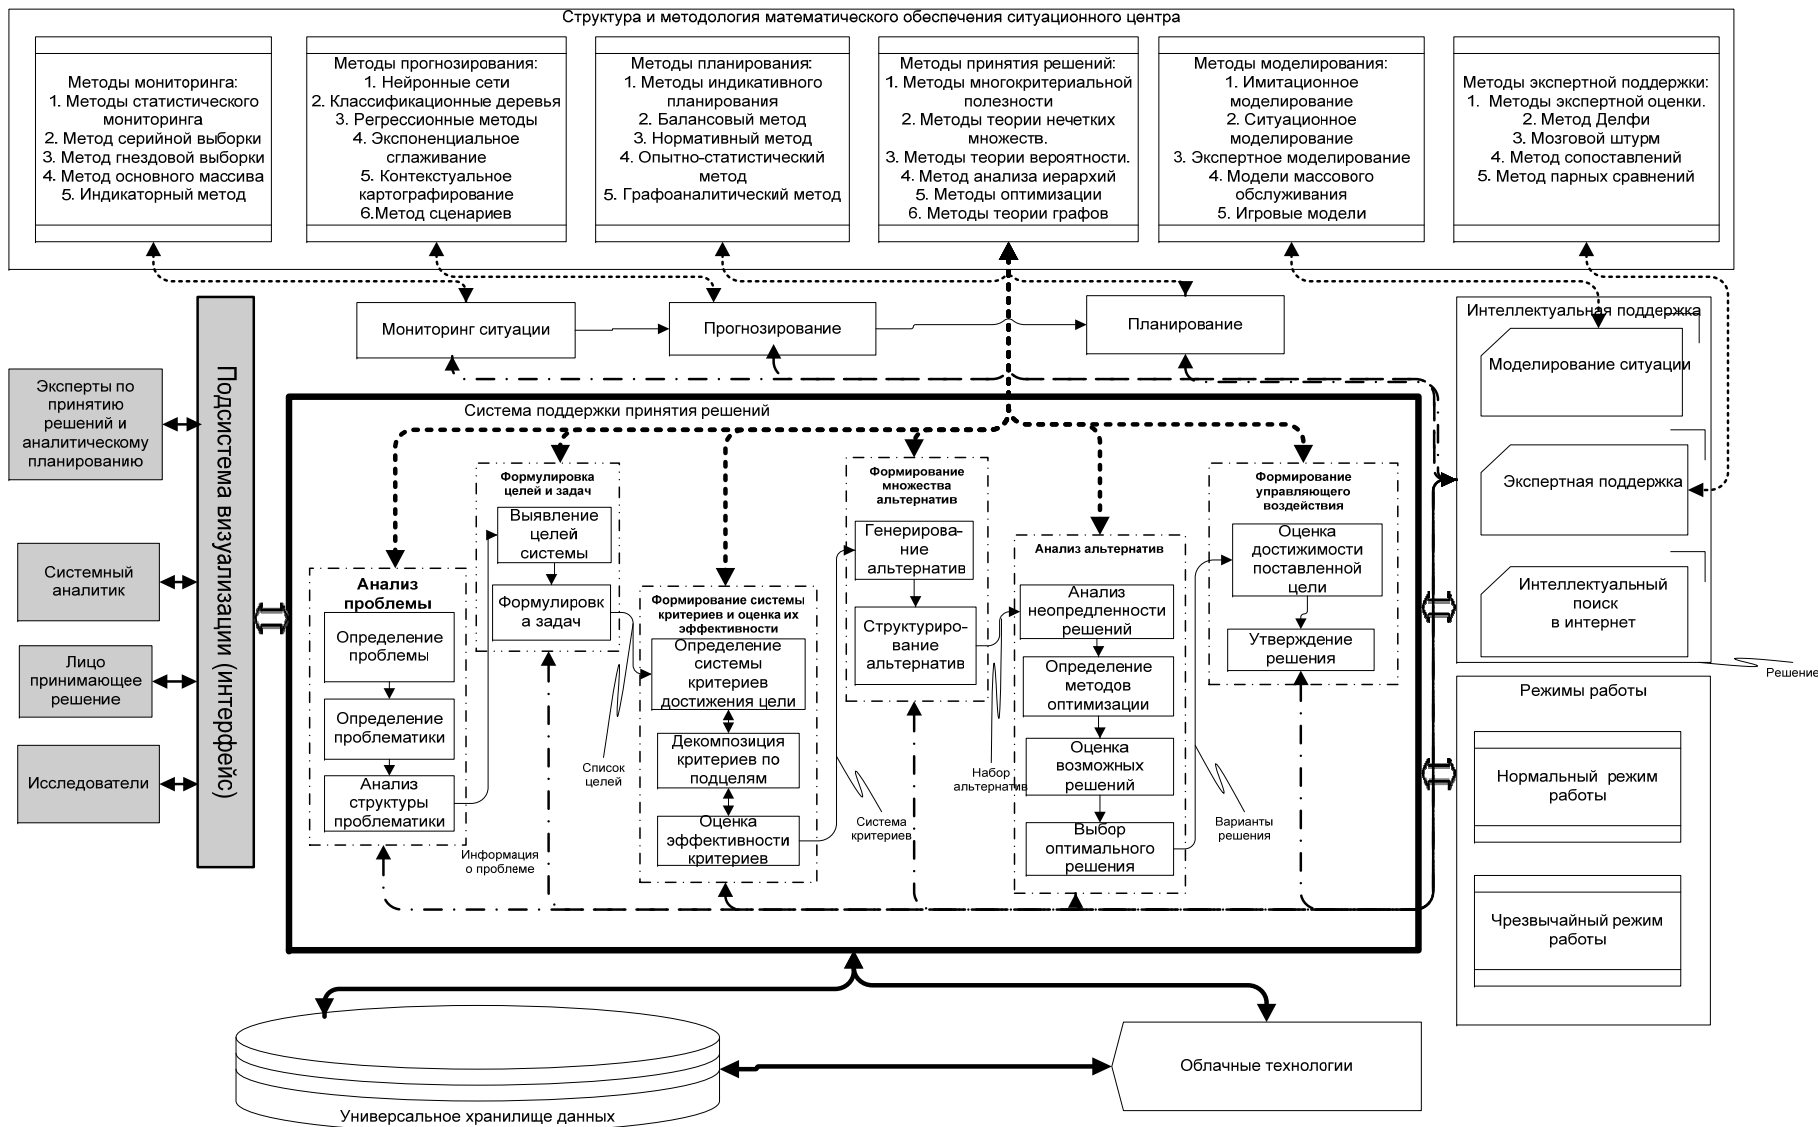 Структура и методология математического обеспечения ситуационного центра
Методы мониторинга:
1. Методы статистического
мониторинга
2. Метод серийной выборки
3. Метод гнездовой выборки
4. Метод основного массива
5. Индикаторный метод
Методы прогнозирования:
1. Нейронные сети
2. Классификационные деревья
3. Регрессионные методы
4. Экспоненциальное
сглаживание
5. Контекстуальное
картографирование
6.Метод сценариев
Методы планирования:
1. Методы индикативного
планирования
2. Балансовый метод
3. Нормативный метод
4. Опытно-статистический
метод
5. Графоаналитический метод
Методы принятия решений:
1. Методы многокритериальной
полезности
2. Методы теории нечетких
множеств.
3. Методы теории вероятности.
4. Метод анализа иерархий
5. Методы оптимизации
6. Методы теории графов
Методы моделирования:
1. Имитационное
моделирование
2. Ситуационное
моделирование
3. Экспертное моделирование
4. Модели массового
обслуживания
5. Игровые модели
Методы экспертной поддержки:
1. Методы экспертной оценки.
2. Метод Делфи
3. Мозговой штурм
4. Метод сопоставлений
5. Метод парных сравнений
Мониторинг ситуации
Прогнозирование
Планирование
Интеллектуальная поддержка
Моделирование ситуации
Экспертная поддержка
Интеллектуальный
поиск
в интернет
Решение
Режимы работы
Нормальный режим
работы
Чрезвычайный режим
работы
Эксперты по
принятию
решений и
аналитическому
планированию
Системный
аналитик
Лицо
принимающее
решение
Исследователи
Подсистема визуализации (интерфейс)
Система поддержки принятия решений
Анализ
проблемы
Определение
проблемы
Определение
проблематики
Анализ
структуры
проблематики
Информация
о проблеме
Формулировка
целей и задач
Выявление
целей
системы
Формулировк
а задач
Список
целей
Формирование системы
критериев и оценка их
эффективности
Определение
системы
критериев
достижения цели
Декомпозиция
критериев по
подцелям
Оценка
эффективности
критериев
Система
критериев
Формирование
множества
альтернатив
Генерирова-
ние
альтернатив
Структуриро-
вание
альтернатив
Набор
альтернатив
Анализ альтернатив
Анализ
неопредленности
решений
Определение
методов
оптимизации
Оценка
возможных
решений
Выбор
оптимального
решения
Варианты
решения
Формирование
управляющего
воздействия
Оценка
достижимости
поставленной
цели
Утверждение
решения
Универсальное хранилище данных
Облачные технологии